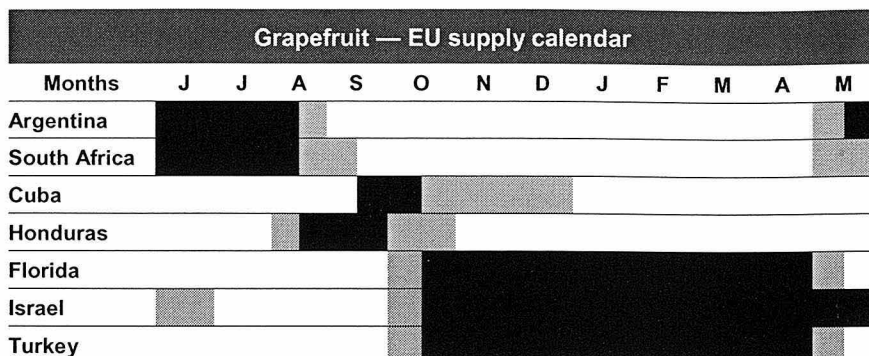 Grapefruit — EU supply calendar
Months J J A S O N D J F M A M
Argentina
South Africa
Cuba
Honduras
Florida
Israel
Turkey